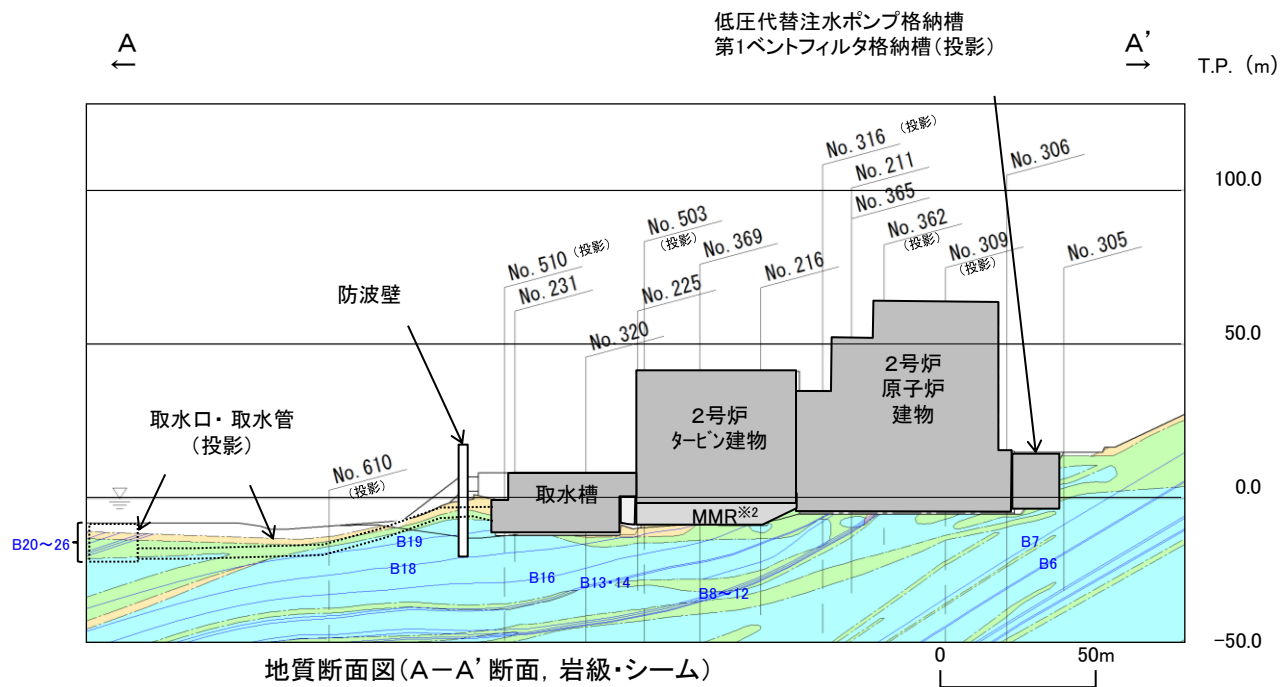 低圧代替注水ポンプ格納槽
第1ベントフィルタ格納槽(投影)
A
←
A’
→
T.P. (m)
No.316 (投影)
No.211
No.365
No.306
100.0
No.503
(投影)
No.369
No.362
(投影)
No.309
(投影)
No.305
No.510 (投影)
No.231
No.225
No.216
防波壁
No.320
50.0
2号炉
原子炉
建物
2号炉
タービン建物
取水口・取水管
(投影)
No.610
(投影)
取水槽
0.0
MMR※2
B20~26
B19
B18
B16
B13・14
B8~12
B7
B6
-50.0
地質断面図(A-A’断面, 岩級・シーム)
0
50m